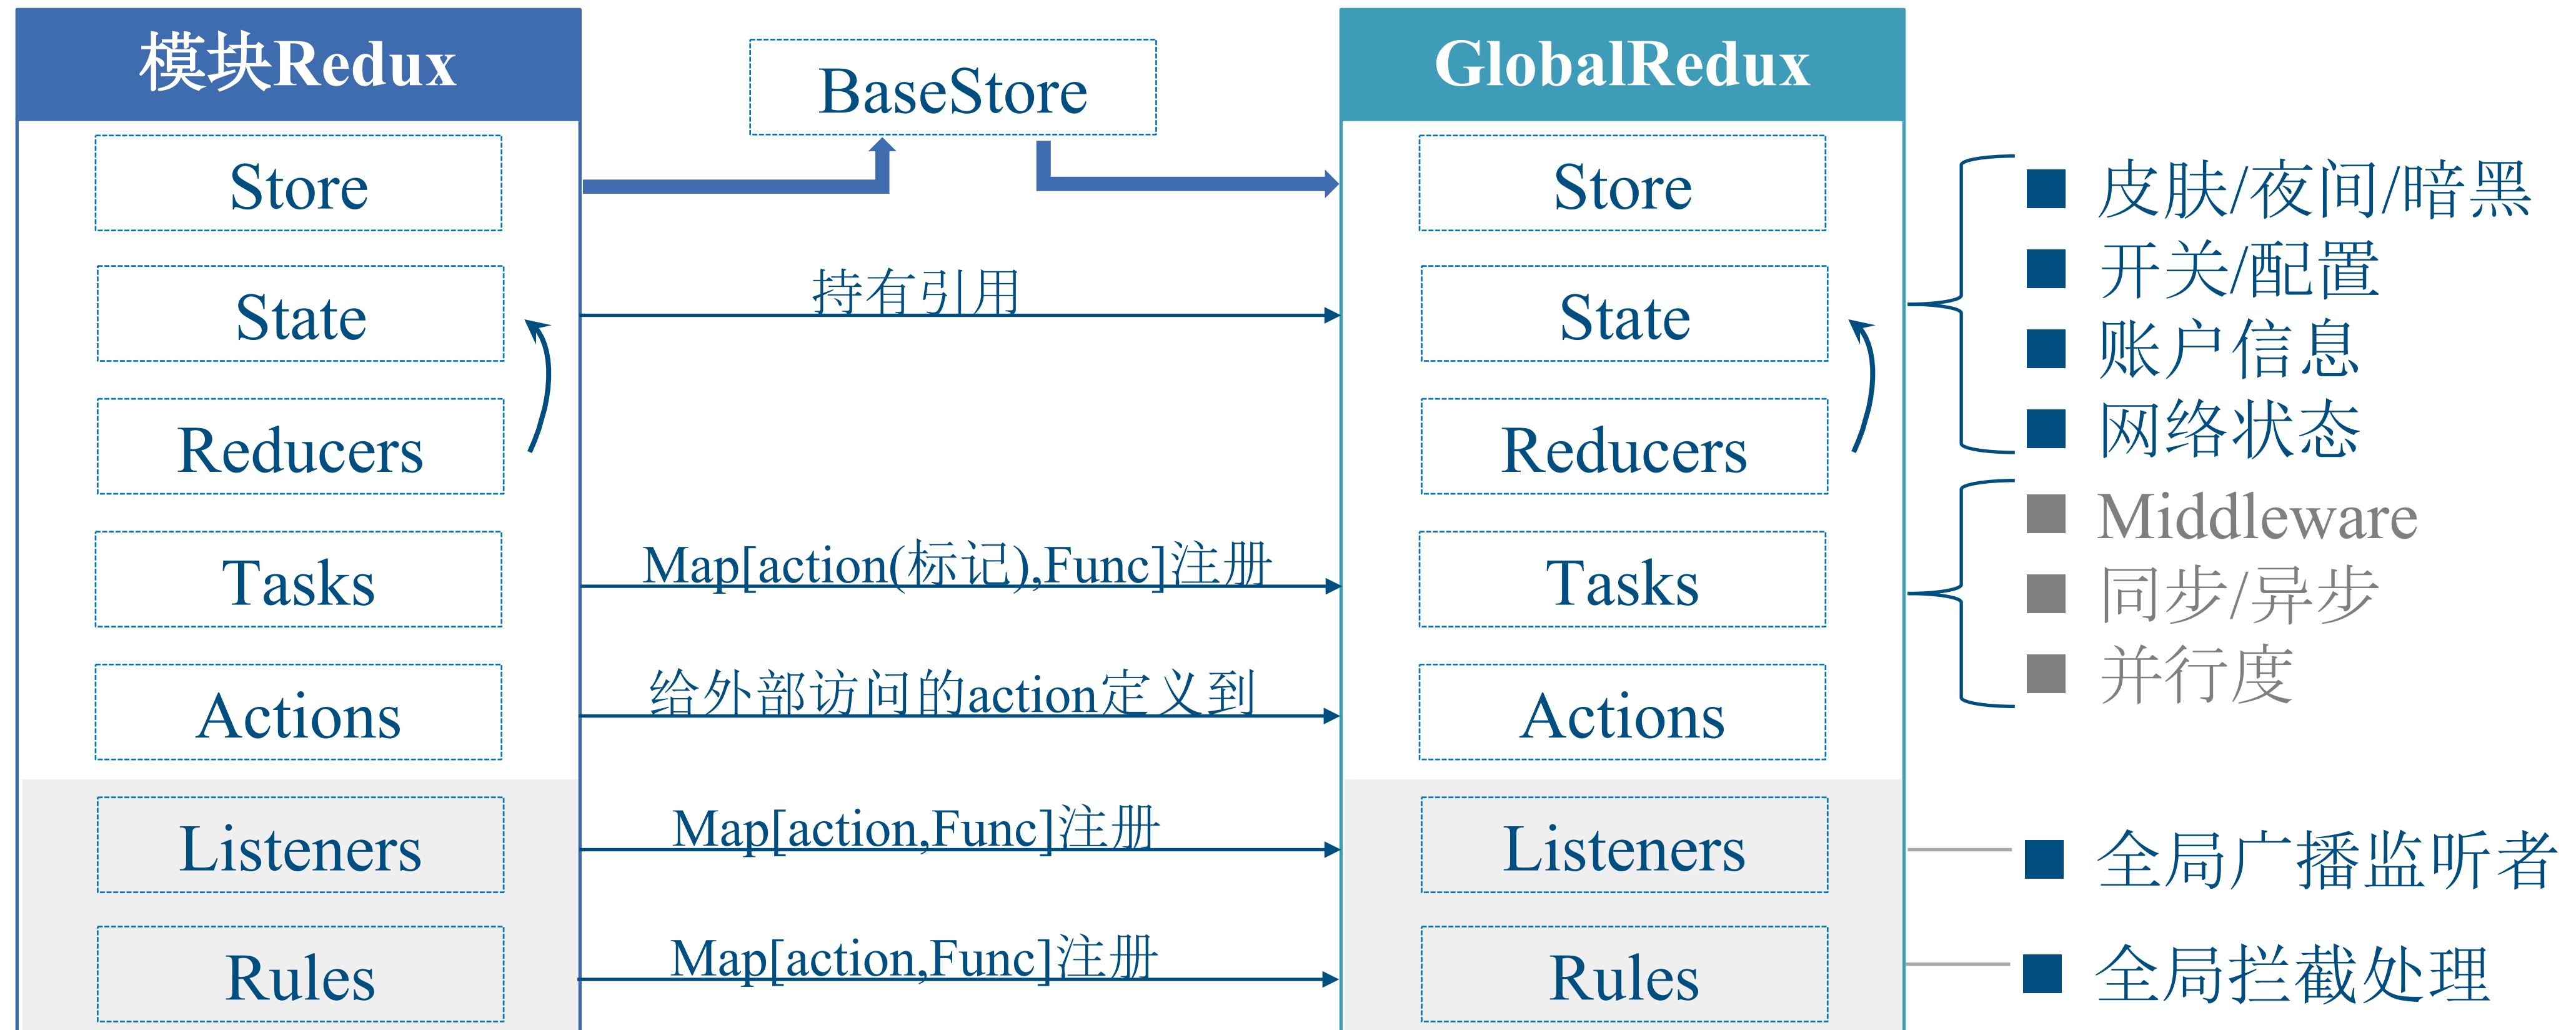 模块Redux
Store
State
Reducers
Tasks
Actions
Listeners
Rules
BaseStore
持有引用
Map[action(标记),Func]注册
给外部访问的action定义到
Map[action,Func]注册
Map[action,Func]注册
GlobalRedux
Store
State
Reducers
Tasks
Actions
Listeners
Rules
皮肤/夜间/暗黑
开关/配置
账户信息
网络状态
Middleware
同步/异步
并行度
全局广播监听者
全局拦截处理